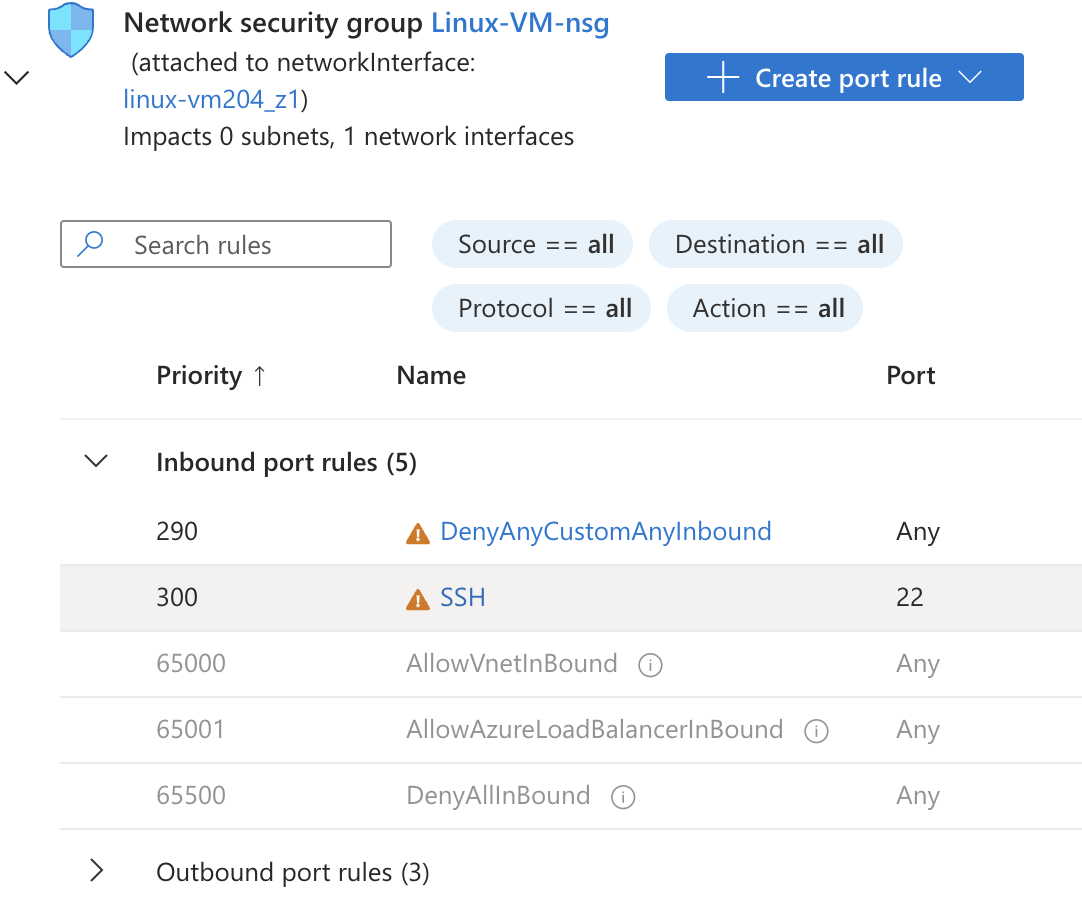 Network security group Linux-VM-nsg
(attached to networkInterface:
linux-vm204_z1)
Impacts 0 subnets, 1 network interfaces
Create port rule
Search rules
Source == all
Destination == all
Protocol == all
Action == all
Priority ↑ Name Port
Inbound port rules (5)
290 DenyAnyCustomAnyInbound Any
300 SSH 22
65000 AllowVnetInBound Any
65001 AllowAzureLoadBalancerInBound Any
65500 DenyAllInBound Any
Outbound port rules (3)